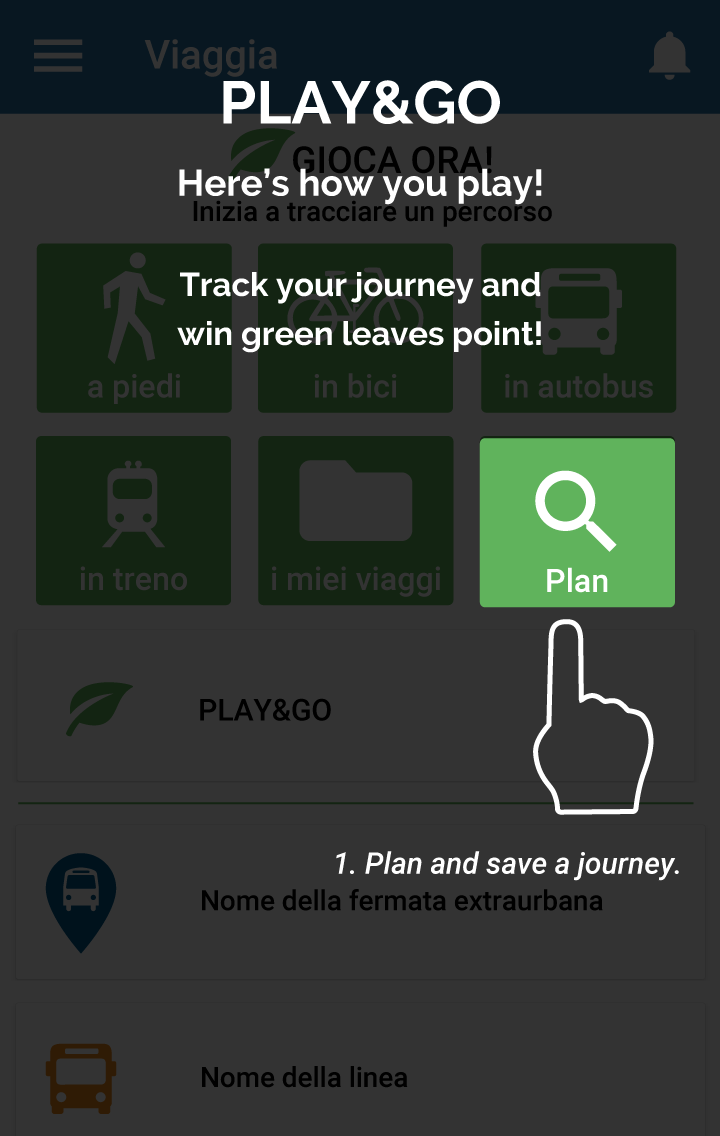 Viaggia
PLAY&GO
GIOCA ORA!
Here's how you play!
Inizia a tracciare un percorso
Track your journey and
win green leaves point!
a piedi
in bici
in autobus
in treno
i miei viaggi
Plan
PLAY&GO
1. Plan and save a journey.
Nome della fermata extraurbana
Nome della linea